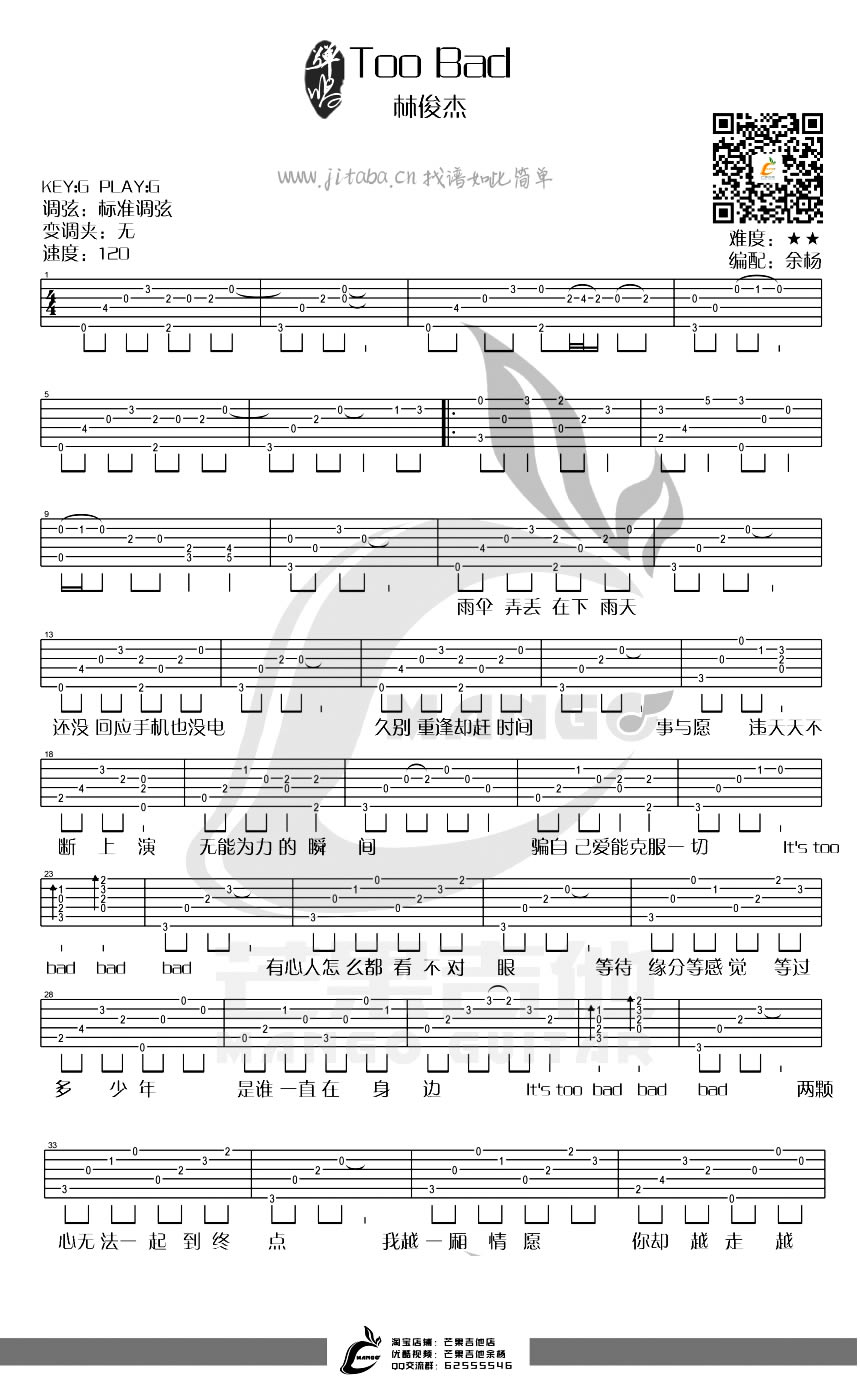 Too Bad
林俊杰
www.jitaba.cn 找谱如此简单
KEY:G PLAY:G
调弦：标准调弦
变调夹：无
速度：120
难度：★★
编配：余杨
雨伞 弄丢 在下 雨天
还没 回应手机也没电 久别 重逢却赶 时间 事与愿 违天天不
断 上 演 无能为力 的 瞬 间 骗自 己爱能克服一 切 It's too
bad bad bad 有心人怎么都 看 不 对 眼 等待 缘分等感觉 等过
多 少年 是谁 一直在 身 边 It's too bad bad bad 两颗
心无 法一 起 到 终 点 我越 一厢 情 愿 你却 越 走 越
MANGO
芒果吉他
MANGO GUITAR
淘宝店铺：芒果吉他店
优酷视频：芒果吉他余杨
QQ交流群：62555546
MANGO